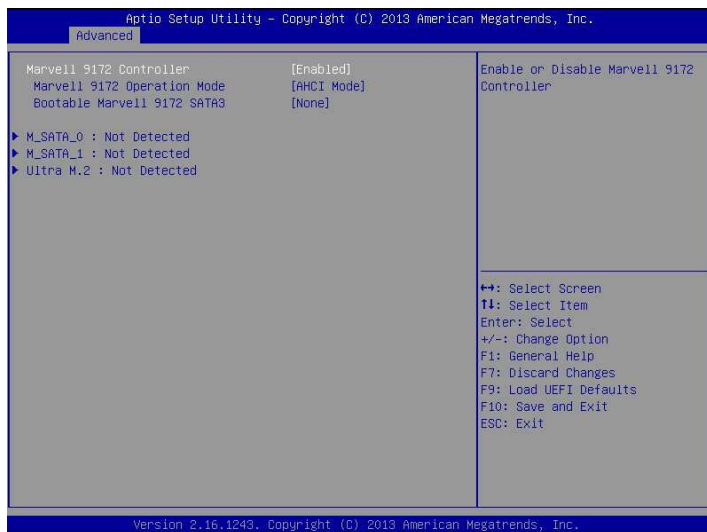 Aptio Setup Utility – Copyright (C) 2013 American Megatrends, Inc.
Advanced
Marvell 9172 Controller [Enabled]
Marvell 9172 Operation Mode [AHCI Mode]
Bootable Marvell 9172 SATA3 [None]
M_SATA_0 : Not Detected
M_SATA_1 : Not Detected
Ultra M.2 : Not Detected
Enable or Disable Marvell 9172
Controller
↔: Select Screen
↑↓: Select Item
Enter: Select
+/-: Change Option
F1: General Help
F7: Discard Changes
F9: Load UEFI Defaults
F10: Save and Exit
ESC: Exit
Version 2.16.1243. Copyright (C) 2013 American Megatrends, Inc.